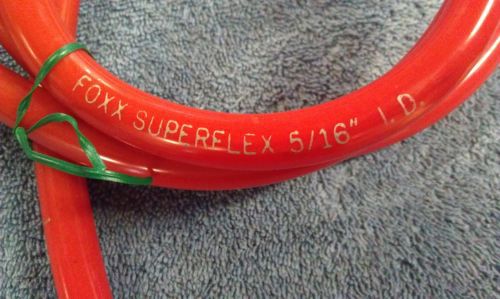 FOXX SUPERFLEX 5/16" I.D.